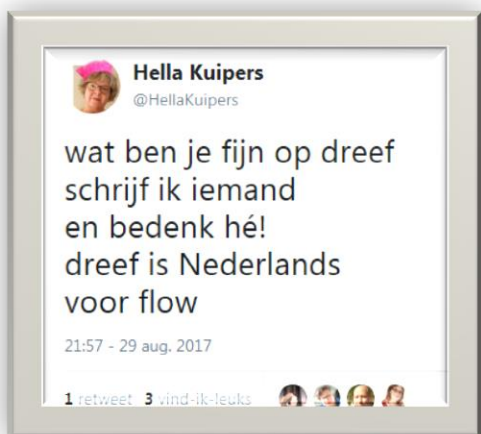 Hella Kuipers
@HellaKuipers
wat ben je fijn op dreef
schrijf ik iemand
en bedenk hé!
dreef is Nederlands
voor flow
21:57 - 29 aug. 2017
1 retweet 3 vind-ik-leuks